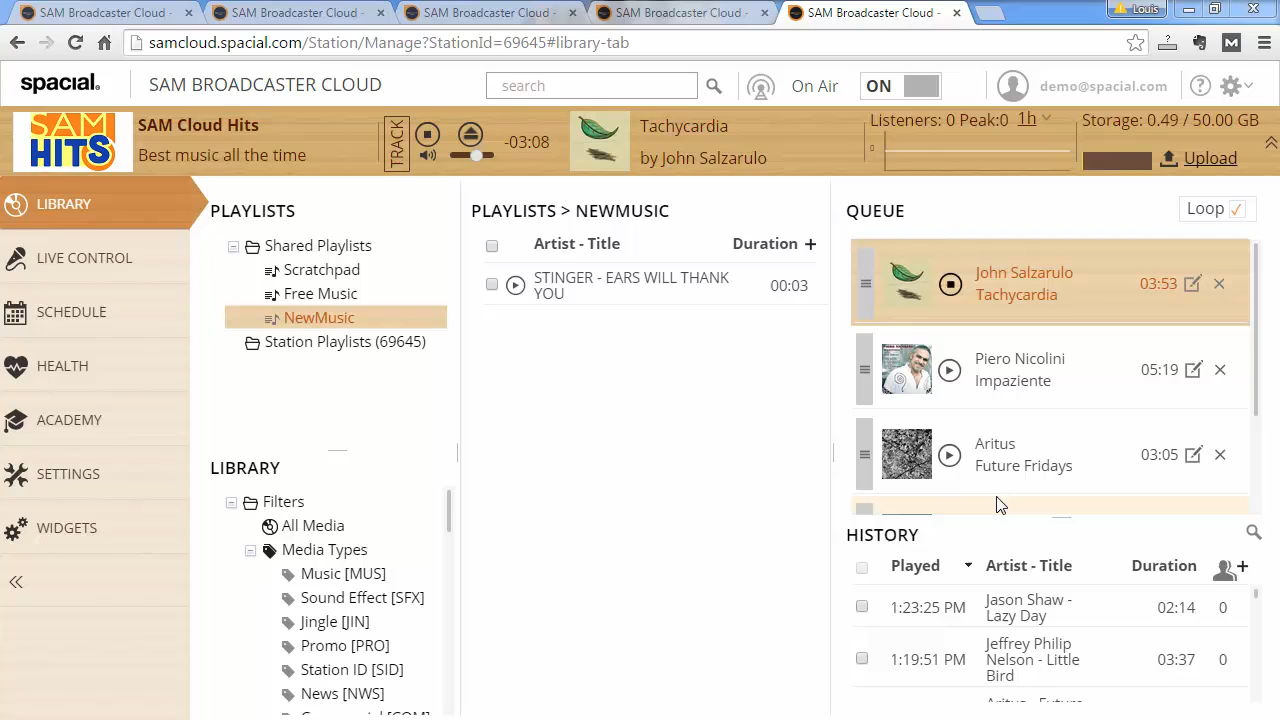 SAM Broadcaster Cloud -
SAM Broadcaster Cloud -
SAM Broadcaster Cloud -
SAM Broadcaster Cloud -
SAM Broadcaster Cloud -
Louis
samcloud.spacial.com/Station/Manage?StationId=69645#library-tab
spacial.
SAM BROADCASTER CLOUD
search
On Air
ON
demo@spacial.com
SAM
HITS
SAM Cloud Hits
Best music all the time
TRACK
-03:08
Tachycardia
by John Salzarulo
Listeners: 0 Peak:0 1h
0
Storage: 0.49 / 50.00 GB
Upload
LIBRARY
LIVE CONTROL
SCHEDULE
HEALTH
ACADEMY
SETTINGS
WIDGETS
PLAYLISTS
Shared Playlists
Scratchpad
Free Music
NewMusic
Station Playlists (69645)
LIBRARY
Filters
All Media
Media Types
Music [MUS]
Sound Effect [SFX]
Jingle [JIN]
Promo [PRO]
Station ID [SID]
News [NWS]
PLAYLISTS > NEWMUSIC
Artist - Title Duration +
STINGER - EARS WILL THANK
YOU
00:03
QUEUE
Loop
John Salzarulo
Tachycardia
03:53
Piero Nicolini
Impaziente
05:19
Aritus
Future Fridays
03:05
HISTORY
Played Artist - Title Duration +
1:23:25 PM
Jason Shaw -
Lazy Day
02:14 0
1:19:51 PM
Jeffrey Philip
Nelson - Little
Bird
03:37 0